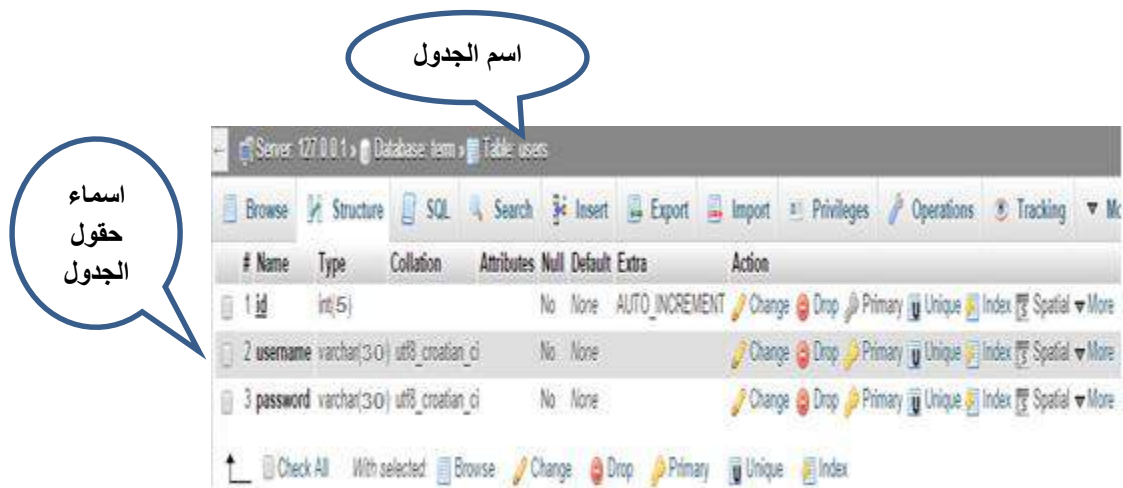 اسم الجدول
اسماء
حقول
الجدول
Server: 127.0.0.1 » Database: term » Table: users
Browse Structure SQL Search Insert Export Import Privileges Operations Tracking
# Name Type Collation Attributes Null Default Extra Action
1 id int(5) No None AUTO_INCREMENT Change Drop Primary Unique Index Spatial More
2 username varchar(30) utf8_croatian_ci No None Change Drop Primary Unique Index Spatial More
3 password varchar(30) utf8_croatian_ci No None Change Drop Primary Unique Index Spatial More
Check All With selected: Browse Change Drop Primary Unique Index